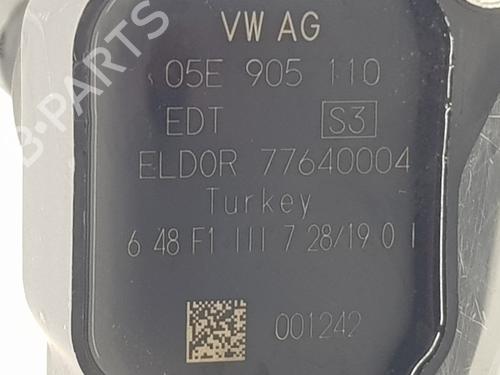 VW AG
05E 905 110
EDT S3
ELDOR 77640004
Turkey
6 48 F1 111 7 28/19 0 1
001242
B-PARTS